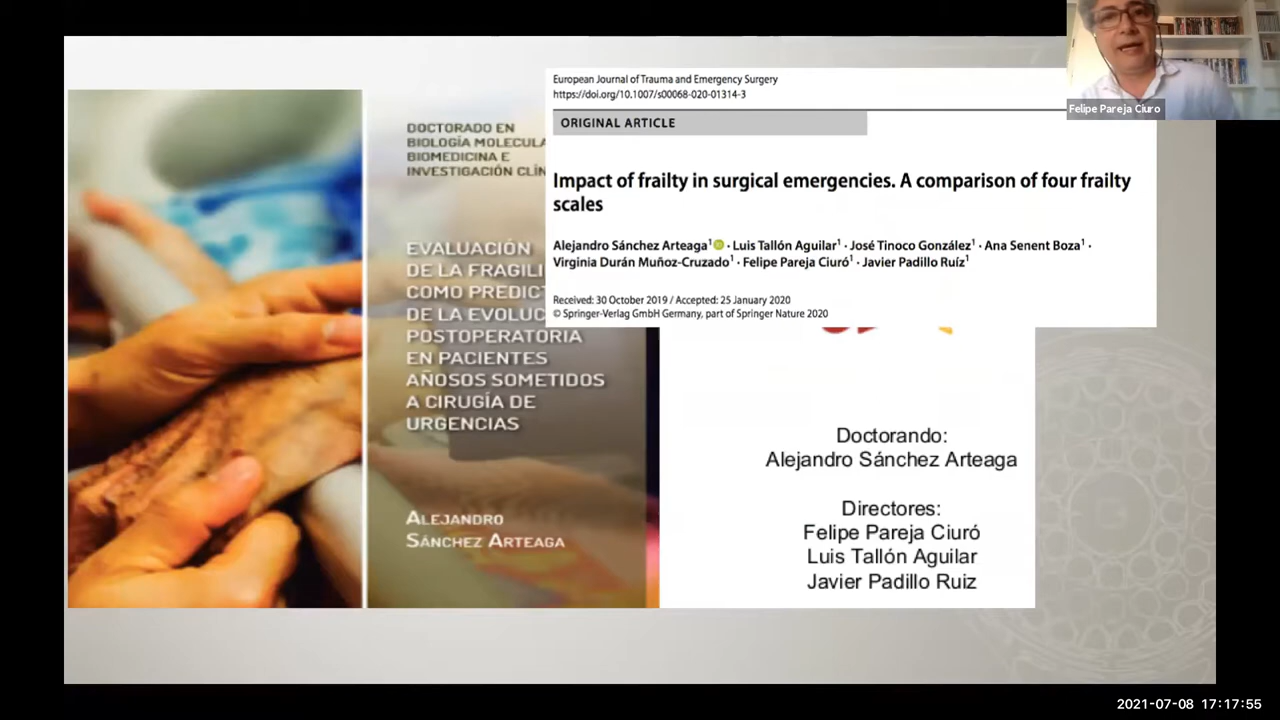 DOCTORADO EN
BIOLOGÍA MOLECULA
BIOMEDICINA E
INVESTIGACIÓN CLÍN
EVALUACIÓN
DE LA FRAGILI
COMO PREDICT
DE LA EVOLUC
POSTOPERATORIA
EN PACIENTES
AÑOSOS SOMETIDOS
A CIRUGÍA DE
URGENCIAS
ALEJANDRO
SÁNCHEZ ARTEAGA
European Journal of Trauma and Emergency Surgery
https://doi.org/10.1007/s00068-020-01314-3
ORIGINAL ARTICLE
Impact of frailty in surgical emergencies. A comparison of four frailty
scales
Alejandro Sánchez Arteaga¹ · Luis Tallón Aguilar¹ · José Tinoco González¹ · Ana Senent Boza¹ ·
Virginia Durán Muñoz-Cruzado¹ · Felipe Pareja Ciuró¹ · Javier Padillo Ruíz¹
Received: 30 October 2019 / Accepted: 25 January 2020
© Springer-Verlag GmbH Germany, part of Springer Nature 2020
Doctorando:
Alejandro Sánchez Arteaga
Directores:
Felipe Pareja Ciuró
Luis Tallón Aguilar
Javier Padillo Ruiz
Felipe Pareja Ciuro
2021-07-08 17:17:55